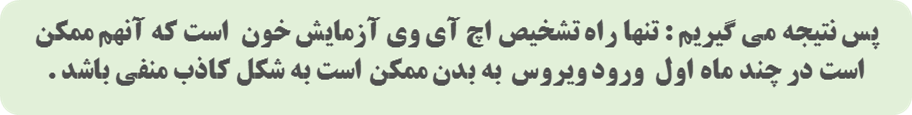 پس نتیجه می گیریم : تنها راه تشخیص اچ آی وی آزمایش خون است که آنهم ممکن
است در چند ماه اول ورود ویروس به بدن ممکن است به شکل کاذب منفی باشد .